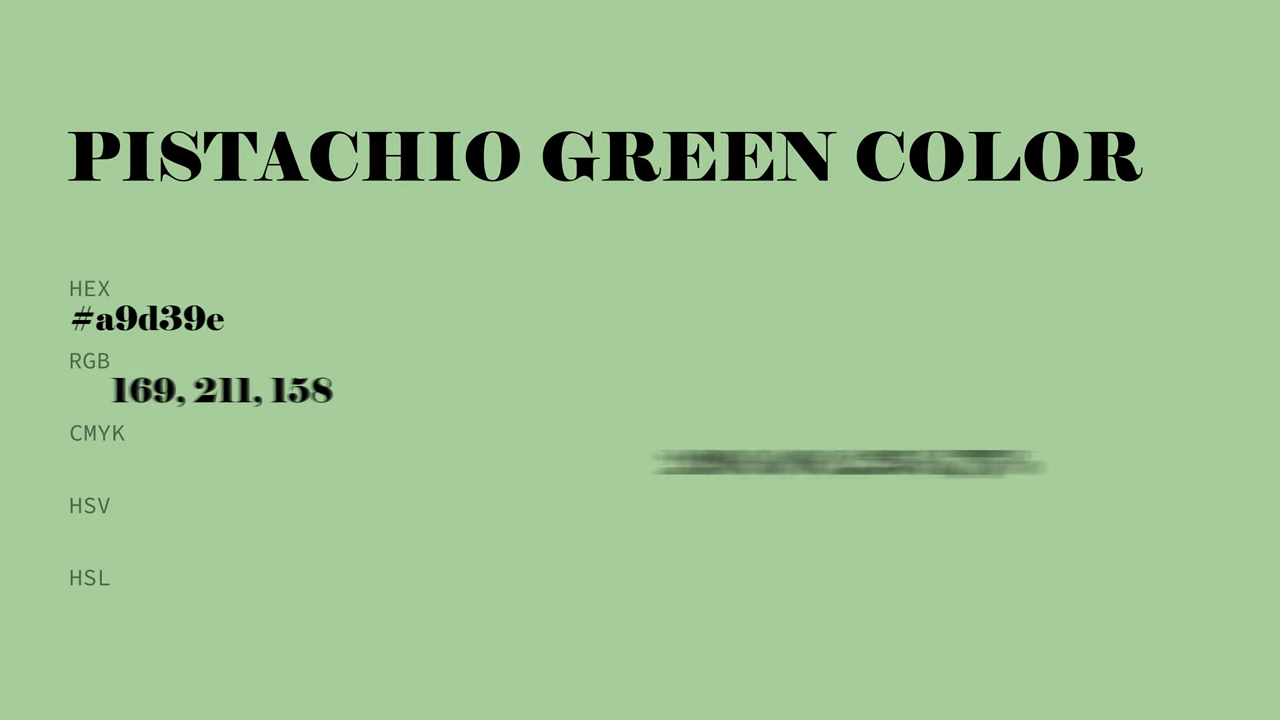 PISTACHIO GREEN COLOR
HEX
#a9d39e
RGB
169, 211, 158
CMYK
HSV
HSL